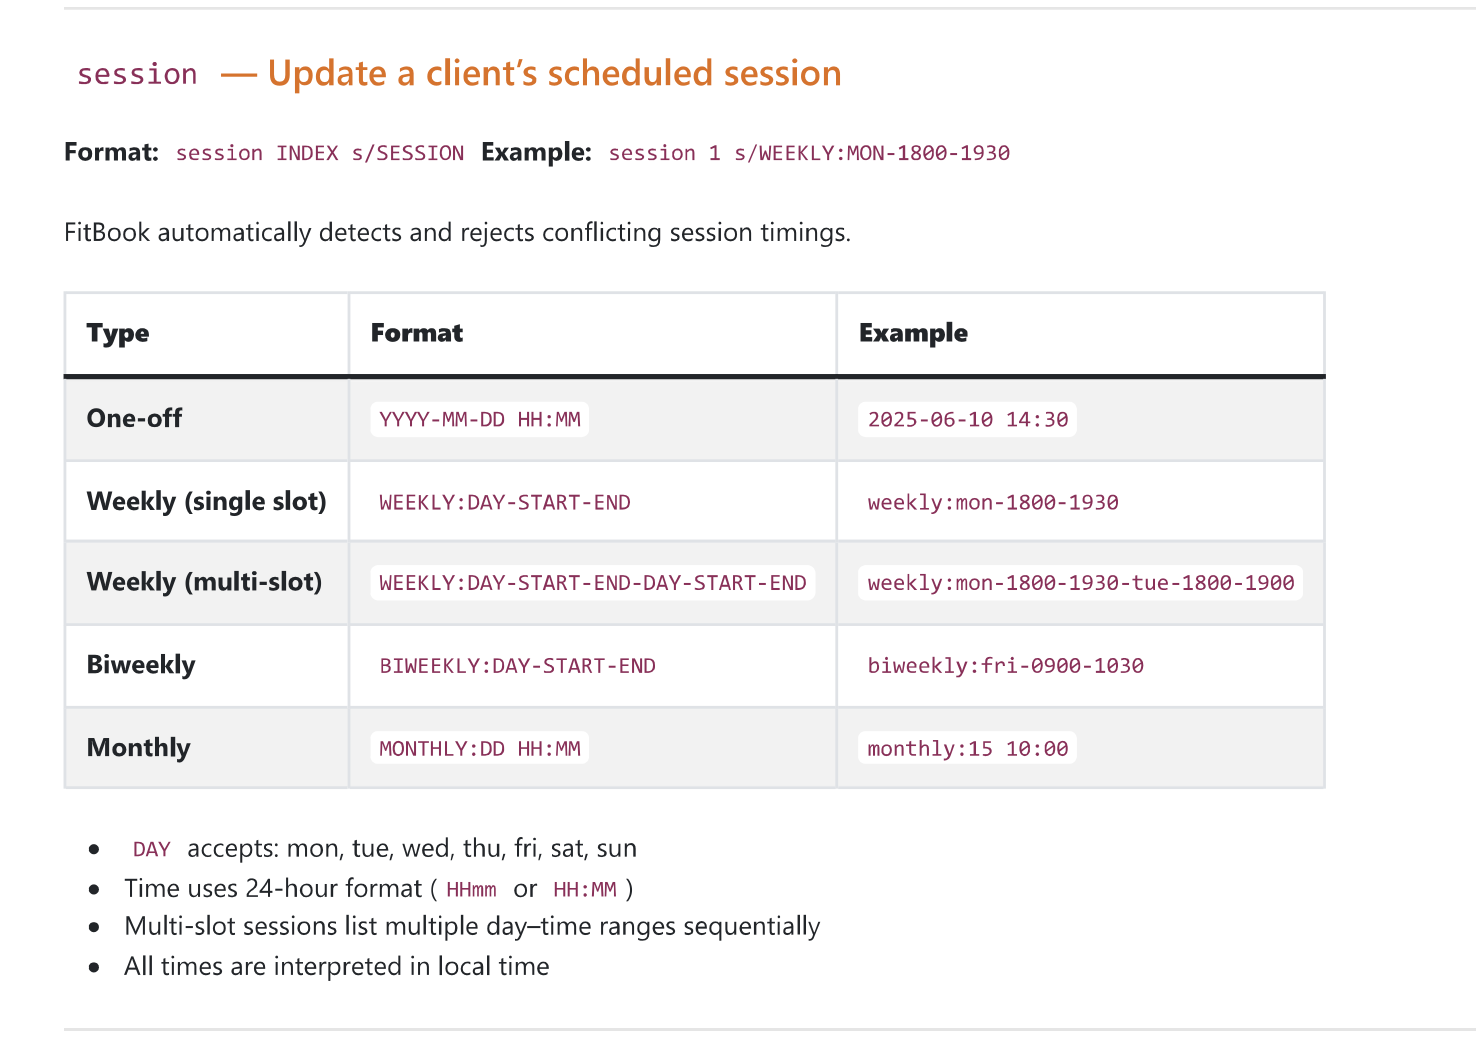 session — Update a client’s scheduled session
Format: session INDEX s/SESSION Example: session 1 s/WEEKLY:MON-1800-1930
FitBook automatically detects and rejects conflicting session timings.
Type Format Example
One-off YYYY-MM-DD HH:MM 2025-06-10 14:30
Weekly (single slot) WEEKLY:DAY-START-END weekly:mon-1800-1930
Weekly (multi-slot) WEEKLY:DAY-START-END-DAY-START-END weekly:mon-1800-1930-tue-1800-1900
Biweekly BIWEEKLY:DAY-START-END biweekly:fri-0900-1030
Monthly MONTHLY:DD HH:MM monthly:15 10:00
• DAY accepts: mon, tue, wed, thu, fri, sat, sun
• Time uses 24-hour format ( HHmm or HH:MM )
• Multi-slot sessions list multiple day–time ranges sequentially
• All times are interpreted in local time